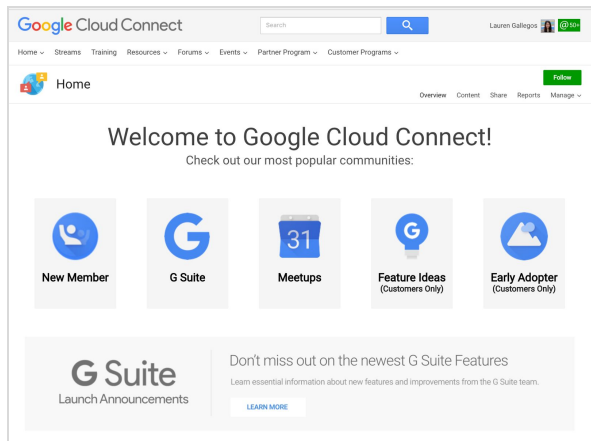 Google Cloud Connect
Search
Lauren Gallegos
@ 50+
Home Streams Training Resources Forums Events Partner Program Customer Programs
Home
Follow
Overview Content Share Reports Manage
Welcome to Google Cloud Connect!
Check out our most popular communities:
G
31
G
New Member
G Suite
Meetups
Feature Ideas
(Customers Only)
Early Adopter
(Customers Only)
G Suite
Launch Announcements
Don't miss out on the newest G Suite Features
Learn essential information about new features and improvements from the G Suite team.
LEARN MORE